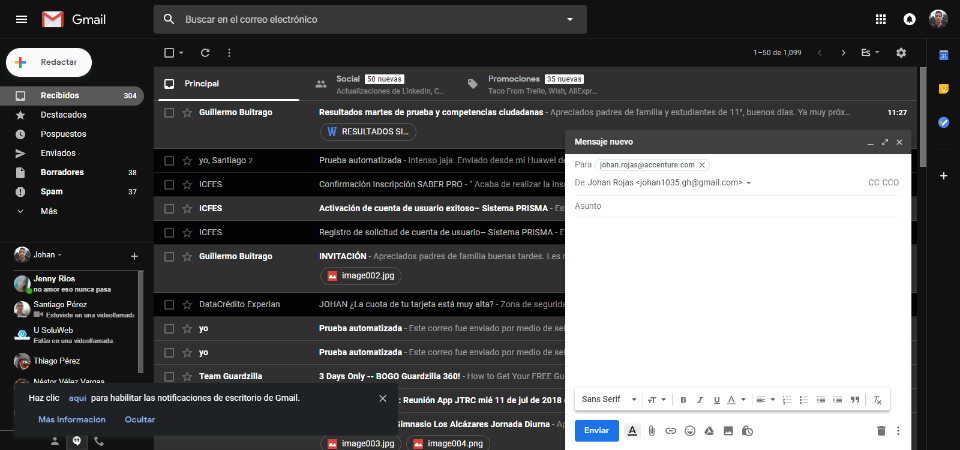 Gmail
Buscar en el correo electrónico
Redactar
1–50 de 1,099
Es
Recibidos 304
Destacados
Pospuestos
Enviados
Borradores 38
Spam 37
Más
Johan
Jenny Rios
no amor eso nunca pasa
Santiago Pérez
Estuviste en una videollamada
U SoluWeb
Estás en una videollamada.
Thiago Pérez
Néstor Vélez Vargas
Principal
Social 50 nuevas
Actualizaciones de LinkedIn, C...
Promociones 35 nuevas
Taco From Trello, Wish, AliExpr...
Guillermo Buitrago Resultados martes de prueba y competencias ciudadanas - Apreciados padres de familia y estudiantes de 11°, buenos días. Ya muy próx... 11:27
W RESULTADOS SI...
yo, Santiago 2 Prueba automatizada - Intenso jaja. Enviado desde mi Huawei de
ICFES Confirmación Inscripción SABER PRO - " Acaba de realizar la ins
ICFES Activación de cuenta de usuario exitoso– Sistema PRISMA - Es
ICFES Registro de solicitud de cuenta de usuario– Sistema PRISMA - E
Guillermo Buitrago INVITACIÓN - Apreciados padres de familia buenas tardes. Les
image002.jpg
DataCrédito Experian JOHAN ¿La cuota de tu tarjeta está muy alta? - Zona de segurida
yo Prueba automatizada - Este correo fue enviado por medio de sel
yo Prueba automatizada - Este correo fue enviado por medio de sel
Team Guardzilla 3 Days Only -- BOGO Guardzilla 360! - How to Get Your FREE Gu
: Reunión App JTRC mié 11 de jul de 2018
imnasio Los Alcázares Jornada Diurna - Apreci
image003.jpg image004.png
Haz clic aquí para habilitar las notificaciones de escritorio de Gmail.
Más información Ocultar
Mensaje nuevo
Para johan.rojas@accenture.com
De Johan Rojas <johan1035.gh@gmail.com> CC CCO
Asunto
Sans Serif
B I U A
Enviar A